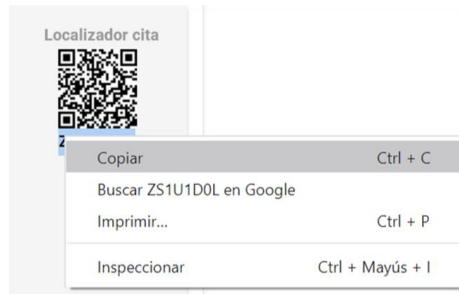 Localizador cita
Z
Copiar Ctrl + C
Buscar ZS1U1D0L en Google
Imprimir... Ctrl + P
Inspeccionar Ctrl + Mayús + I